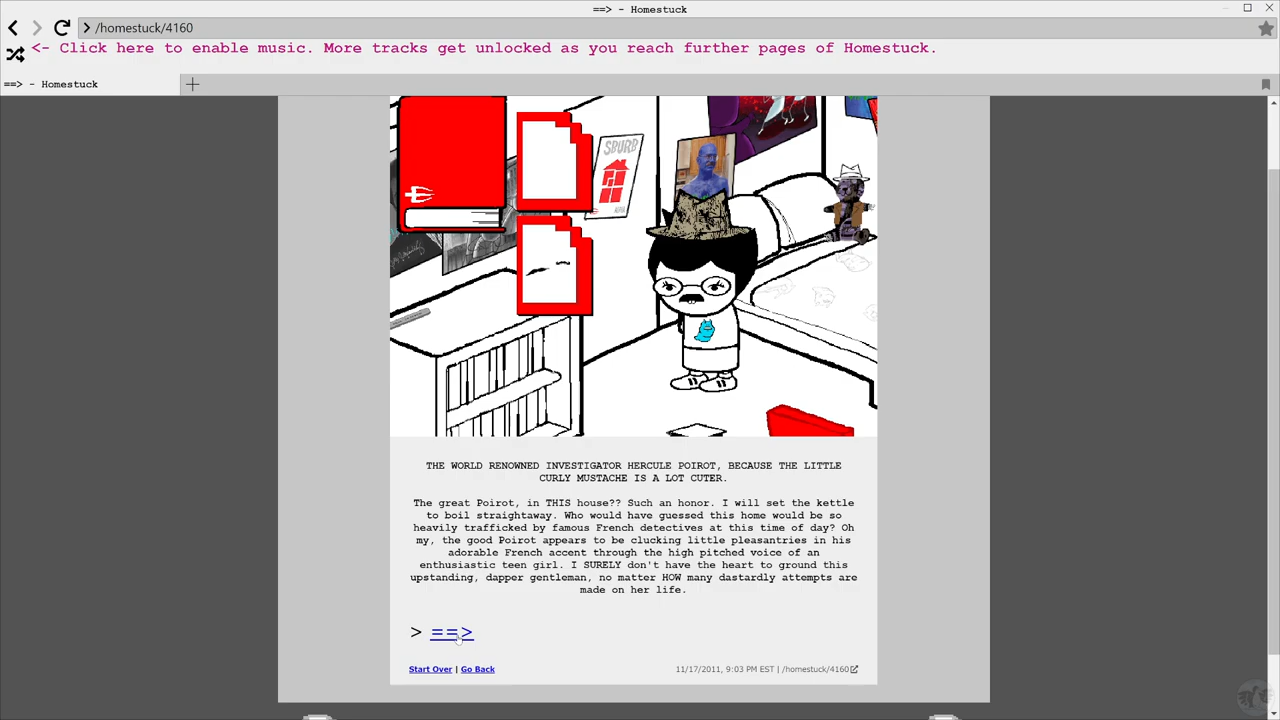 ==> - Homestuck
/homestuck/4160
<- Click here to enable music. More tracks get unlocked as you reach further pages of Homestuck.
==> - Homestuck
SBURB
THE WORLD RENOWNED INVESTIGATOR HERCULE POIROT, BECAUSE THE LITTLE
CURLY MUSTACHE IS A LOT CUTER.
The great Poirot, in THIS house?? Such an honor. I will set the kettle
to boil straightaway. Who would have guessed this home would be so
heavily trafficked by famous French detectives at this time of day? Oh
my, the good Poirot appears to be clucking little pleasantries in his
adorable French accent through the high pitched voice of an
enthusiastic teen girl. I SURELY don't have the heart to ground this
upstanding, dapper gentleman, no matter HOW many dastardly attempts are
made on her life.
> ==>
Start Over | Go Back
11/17/2011, 9:03 PM EST | /homestuck/4160